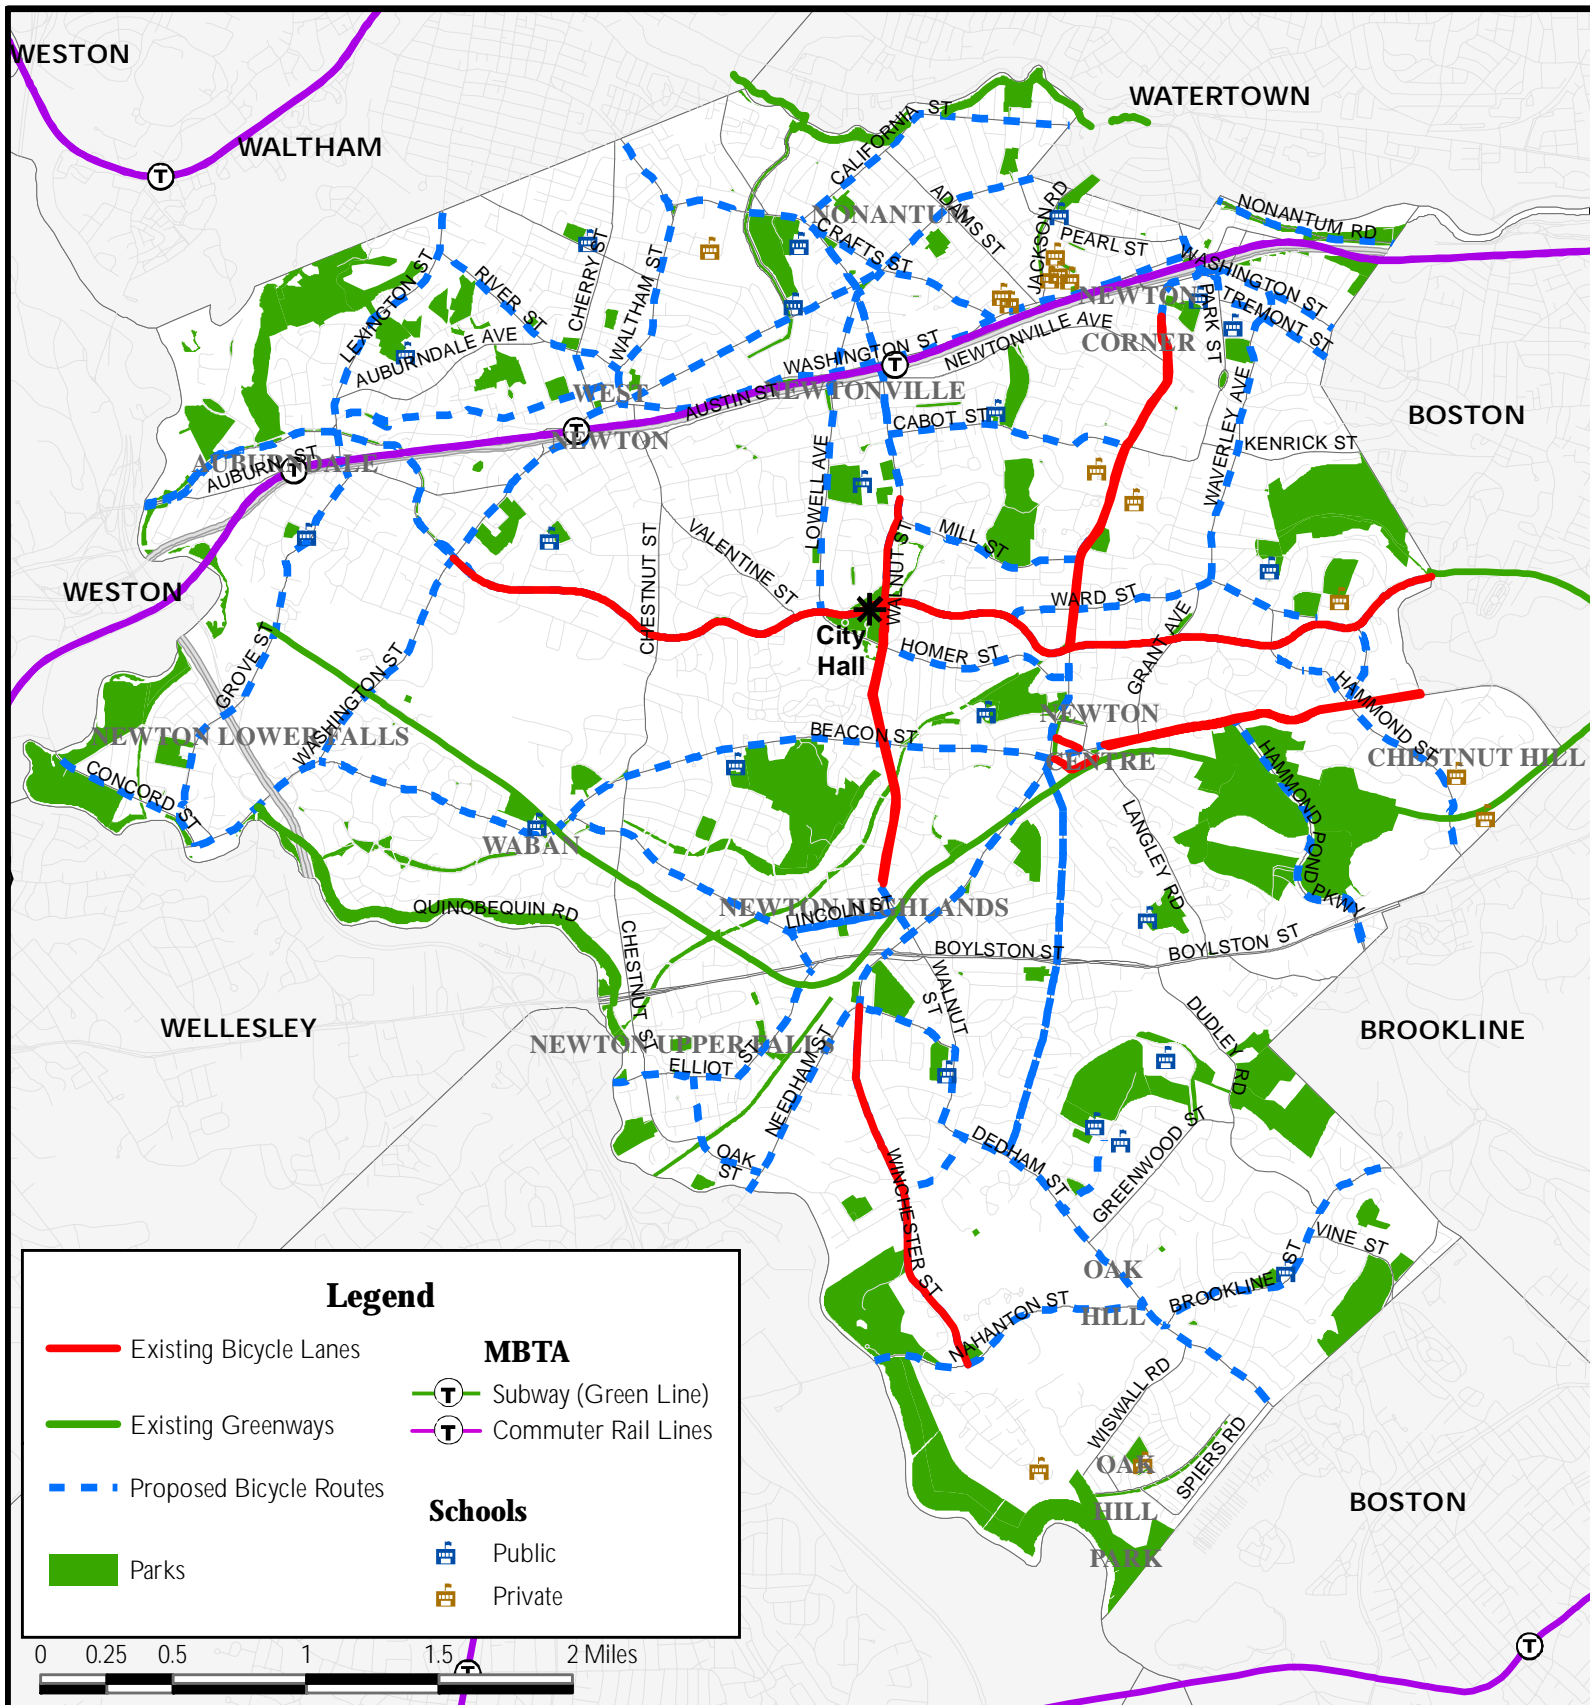 WESTON
WATERTOWN
WALTHAM
CALIFORNIA ST
ADAMS ST
JACKSON RD
NONANTUM
NONANTUM RD
PEARL ST
CRAFTS ST
CHERRY ST
WALTHAM ST
LEXINGTON ST
RIVER ST
WASHINGTON ST
TREMONT ST
PARK ST
NEWTON
CORNER
NEWTONVILLE AVE
AUBURNDALE AVE
WASHINGTON ST
WEST
NEWTON
AUSTIN ST
NEWTONVILLE
T
T
T
T
CABOT ST
WAVERLEY AVE
KENRICK ST
BOSTON
AUBURNDALE
AUBURN ST
LOWELL AVE
CHESTNUT ST
VALENTINE ST
WALNUT ST
MILL ST
WESTON
WARD ST
City
Hall
HOMER ST
GRANT AVE
GROVE ST
WASHINGTON ST
HAMMOND ST
NEWTON
CENTRE
NEWTON LOWER FALLS
BEACON ST
CHESTNUT HILL
CONCORD ST
HAMMOND POND PKWY
LANGLEY RD
WABAN
QUINOBEQUIN RD
NEWTON HIGHLANDS
LINCOLN ST
BOYLSTON ST
BOYLSTON ST
CHESTNUT ST
WALNUT ST
DUDLEY RD
WELLESLEY
BROOKLINE
NEWTON UPPER FALLS
ELLIOT ST
NEEDHAM ST
OAK ST
DEDHAM ST
GREENWOOD ST
WINCHESTER ST
VINE ST
OAK
HILL
BROOKLINE ST
NAHANTON ST
WISWALL RD
SPIERS RD
OAK
HILL
PARK
BOSTON
Legend
Existing Bicycle Lanes
Existing Greenways
Proposed Bicycle Routes
Parks
MBTA
T Subway (Green Line)
T Commuter Rail Lines
Schools
Public
Private
0 0.25 0.5 1 1.5 2 Miles
T
T